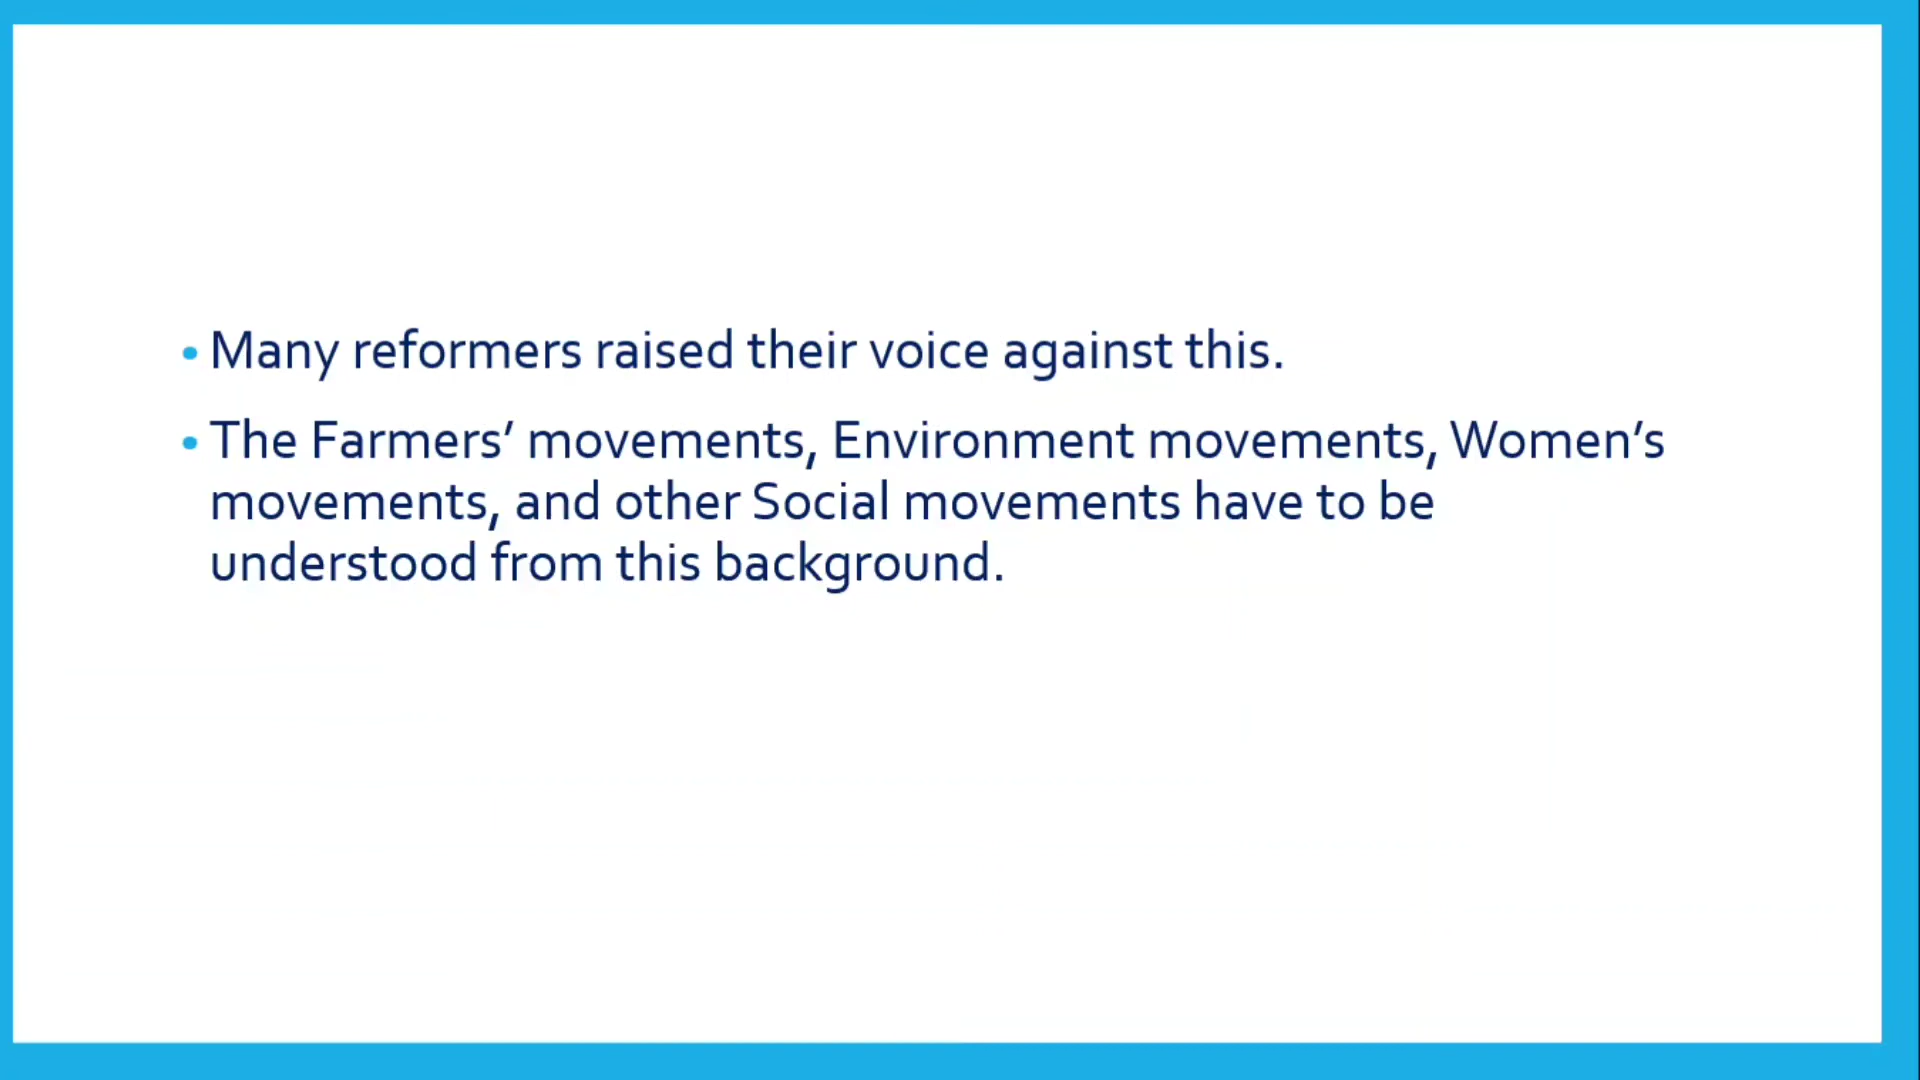 • Many reformers raised their voice against this.
• The Farmers’ movements, Environment movements, Women’s
movements, and other Social movements have to be
understood from this background.